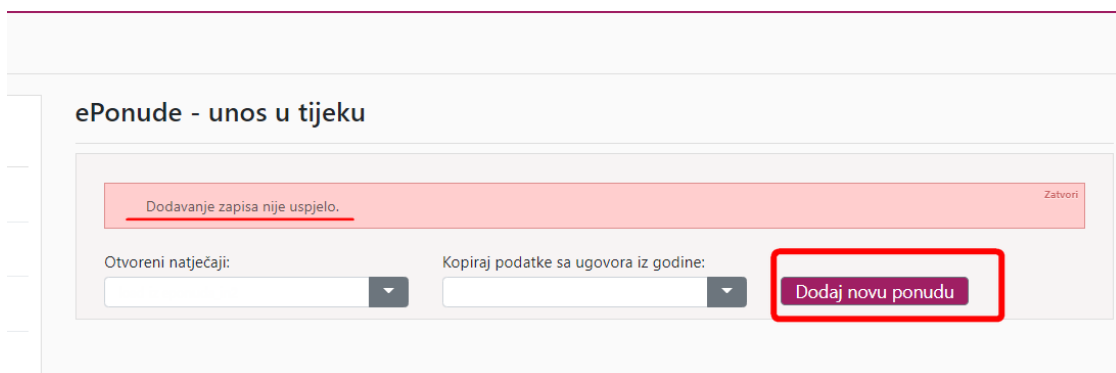 ePonude - unos u tijeku
Dodavanje zapisa nije uspjelo.
Zatvori
Otvoreni natječaji:
Kopiraj podatke sa ugovora iz godine:
Dodaj novu ponudu